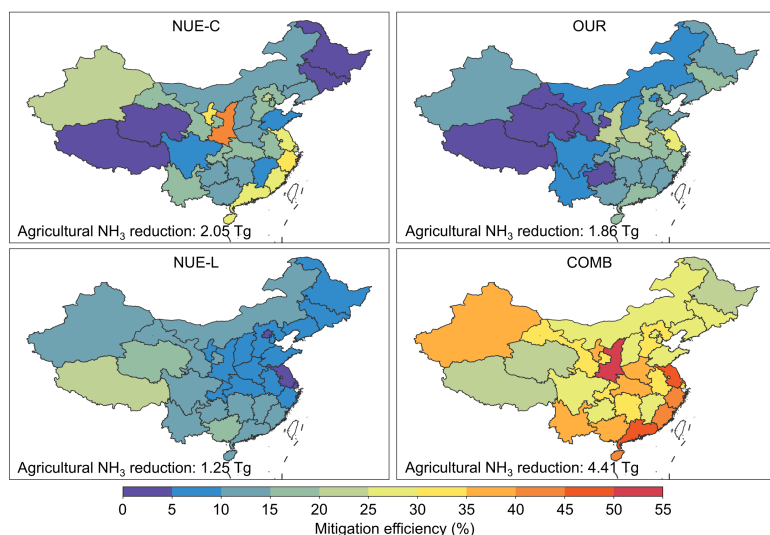 NUE-C
Agricultural NH₃ reduction: 2.05 Tg
OUR
Agricultural NH₃ reduction: 1.86 Tg
NUE-L
Agricultural NH₃ reduction: 1.25 Tg
COMB
Agricultural NH₃ reduction: 4.41 Tg
0 5 10 15 20 25 30 35 40 45 50 55
Mitigation efficiency (%)